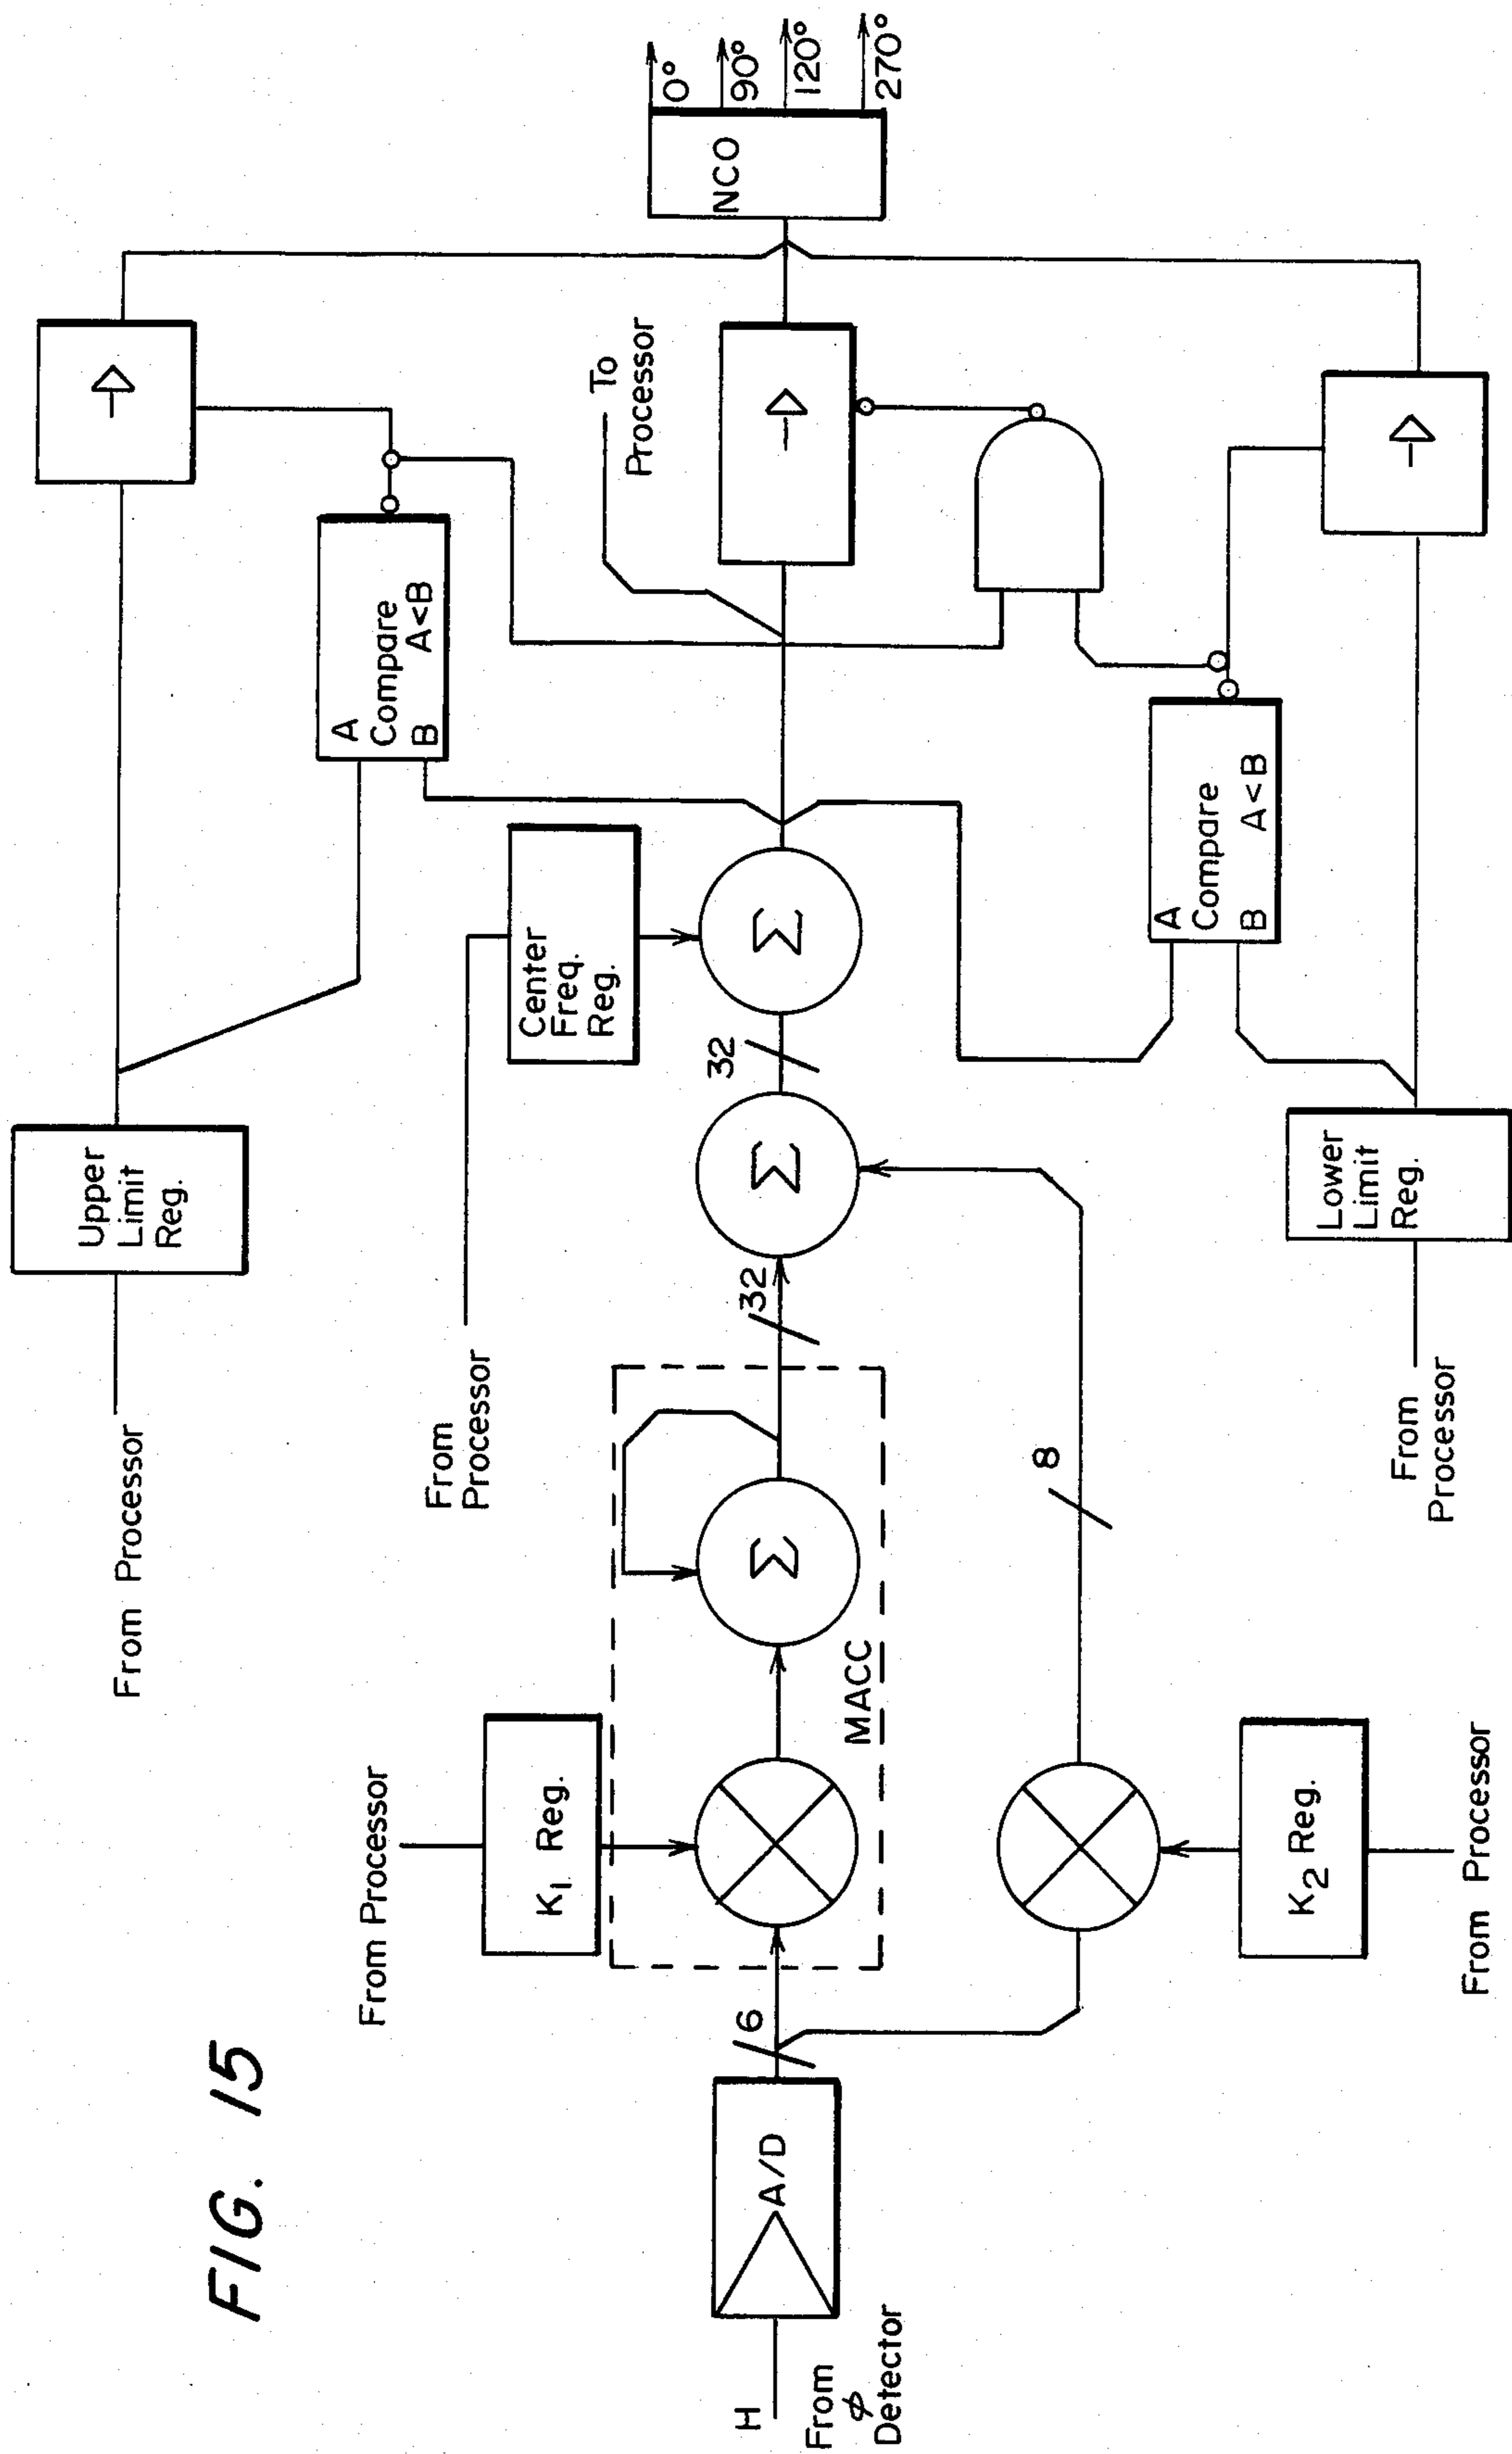 FIG. 15
H
From
ϕ
Detector
A/D
6
From Processor
K1 Reg.
MACC
K2 Reg.
From Processor
8
32
32
From
Processor
Center
Freq.
Reg.
From Processor
Upper
Limit
Reg.
From
Processor
Lower
Limit
Reg.
A
Compare
B A<B
A
Compare
B A<B
To
Processor
NCO
0°
90°
120°
270°
Σ
Σ
Σ